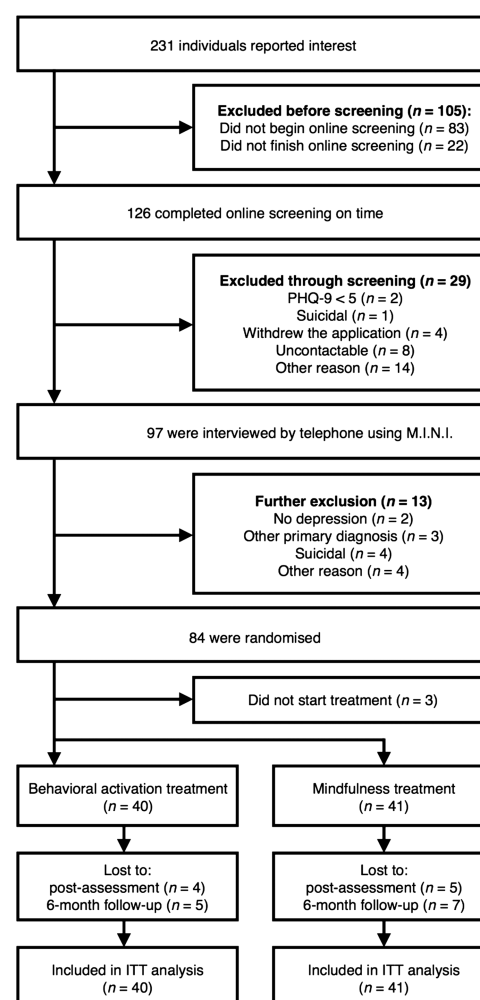 231 individuals reported interest
Excluded before screening (n = 105):
Did not begin online screening (n = 83)
Did not finish online screening (n = 22)
126 completed online screening on time
Excluded through screening (n = 29)
PHQ-9 < 5 (n = 2)
Suicidal (n = 1)
Withdrew the application (n = 4)
Uncontactable (n = 8)
Other reason (n = 14)
97 were interviewed by telephone using M.I.N.I.
Further exclusion (n = 13)
No depression (n = 2)
Other primary diagnosis (n = 3)
Suicidal (n = 4)
Other reason (n = 4)
84 were randomised
Did not start treatment (n = 3)
Behavioral activation treatment
(n = 40)
Mindfulness treatment
(n = 41)
Lost to:
post-assessment (n = 4)
6-month follow-up (n = 5)
Lost to:
post-assessment (n = 5)
6-month follow-up (n = 7)
Included in ITT analysis
(n = 40)
Included in ITT analysis
(n = 41)